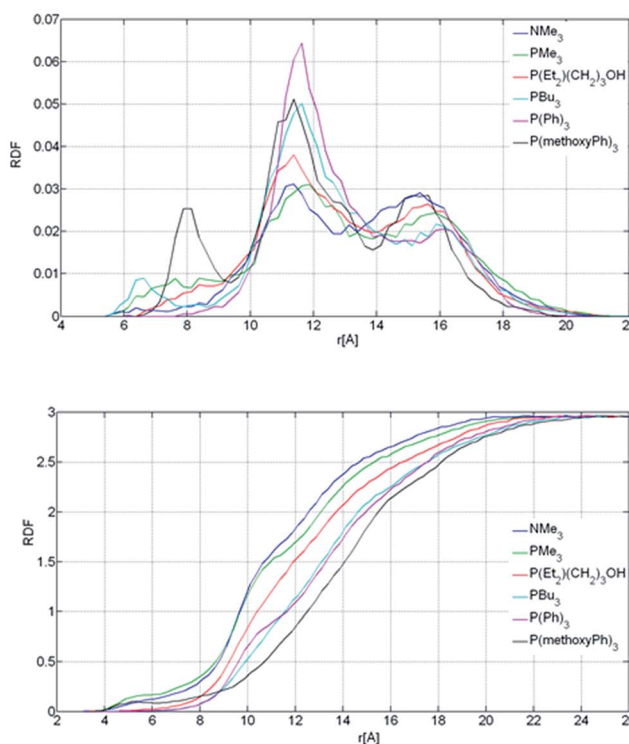 0.07
0.06
0.05
0.04
0.03
0.02
0.01
0
RDF
4 6 8 10 12 14 16 18 20 22
r[A]
NMe₃
PMe₃
P(Et₂)(CH₂)₃OH
PBu₃
P(Ph)₃
P(methoxyPh)₃
3
2.5
2
1.5
1
0.5
0
RDF
2 4 6 8 10 12 14 16 18 20 22 24 26
r[A]
NMe₃
PMe₃
P(Et₂)(CH₂)₃OH
PBu₃
P(Ph)₃
P(methoxyPh)₃